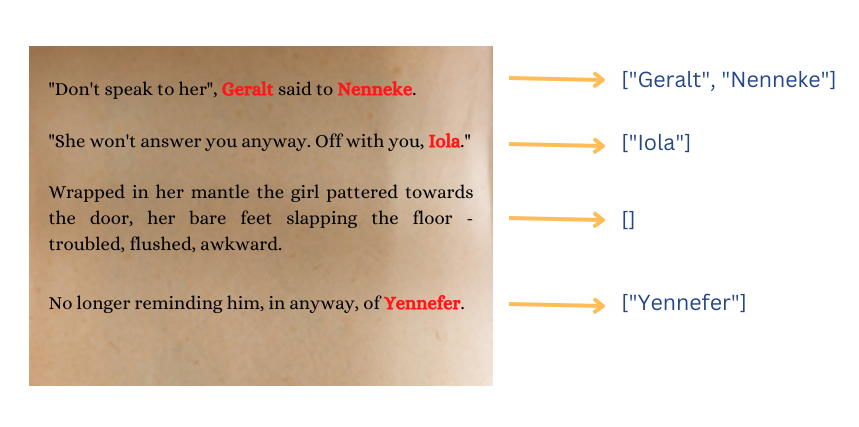 "Don't speak to her", Geralt said to Nenneke.
["Geralt", "Nenneke"]
"She won't answer you anyway. Off with you, Iola."
["Iola"]
Wrapped in her mantle the girl pattered towards
the door, her bare feet slapping the floor -
troubled, flushed, awkward.
[]
No longer reminding him, in anyway, of Yennefer.
["Yennefer"]